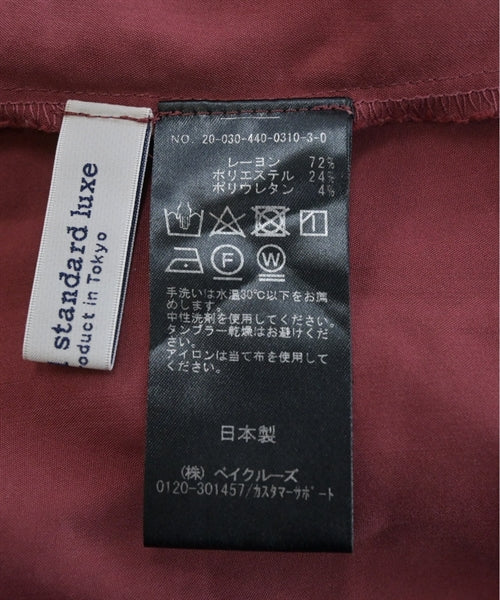 standard luxe
oduct in Tokyo
NO. 20-030-440-0310-3-0
レーヨン 72%
ポリエステル 24%
ポリウレタン 4%
F W
手洗いは水温30℃以下をお薦
めします。
中性洗剤を使用してください。
タンブラー乾燥はお避けくだ
さい。
アイロンは当て布を使用して
ください。
日本製
(株) ベイクルーズ
0120-301457/カスタマーサポート